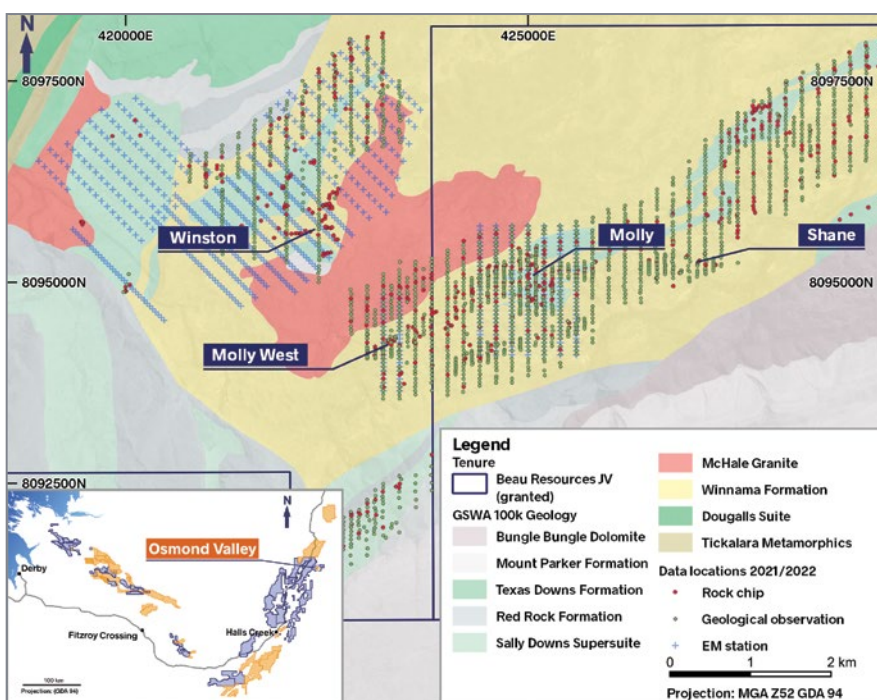 N
420000E
425000E
8097500N
8097500N
Winston
Molly
Shane
8095000N
8095000N
Molly West
8092500N
Legend
Tenure
Beau Resources JV
(granted)
GSWA 100k Geology
Bungle Bungle Dolomite
Mount Parker Formation
Texas Downs Formation
Red Rock Formation
Sally Downs Supersuite
McHale Granite
Winnama Formation
Dougalls Suite
Tickalara Metamorphics
Data locations 2021/2022
Rock chip
Geological observation
EM station
0 1 2 km
Projection: MGA Z52 GDA 94
N
Osmond Valley
Derby
Fitzroy Crossing
Halls Creek
100 km
Projection: (GDA 94)